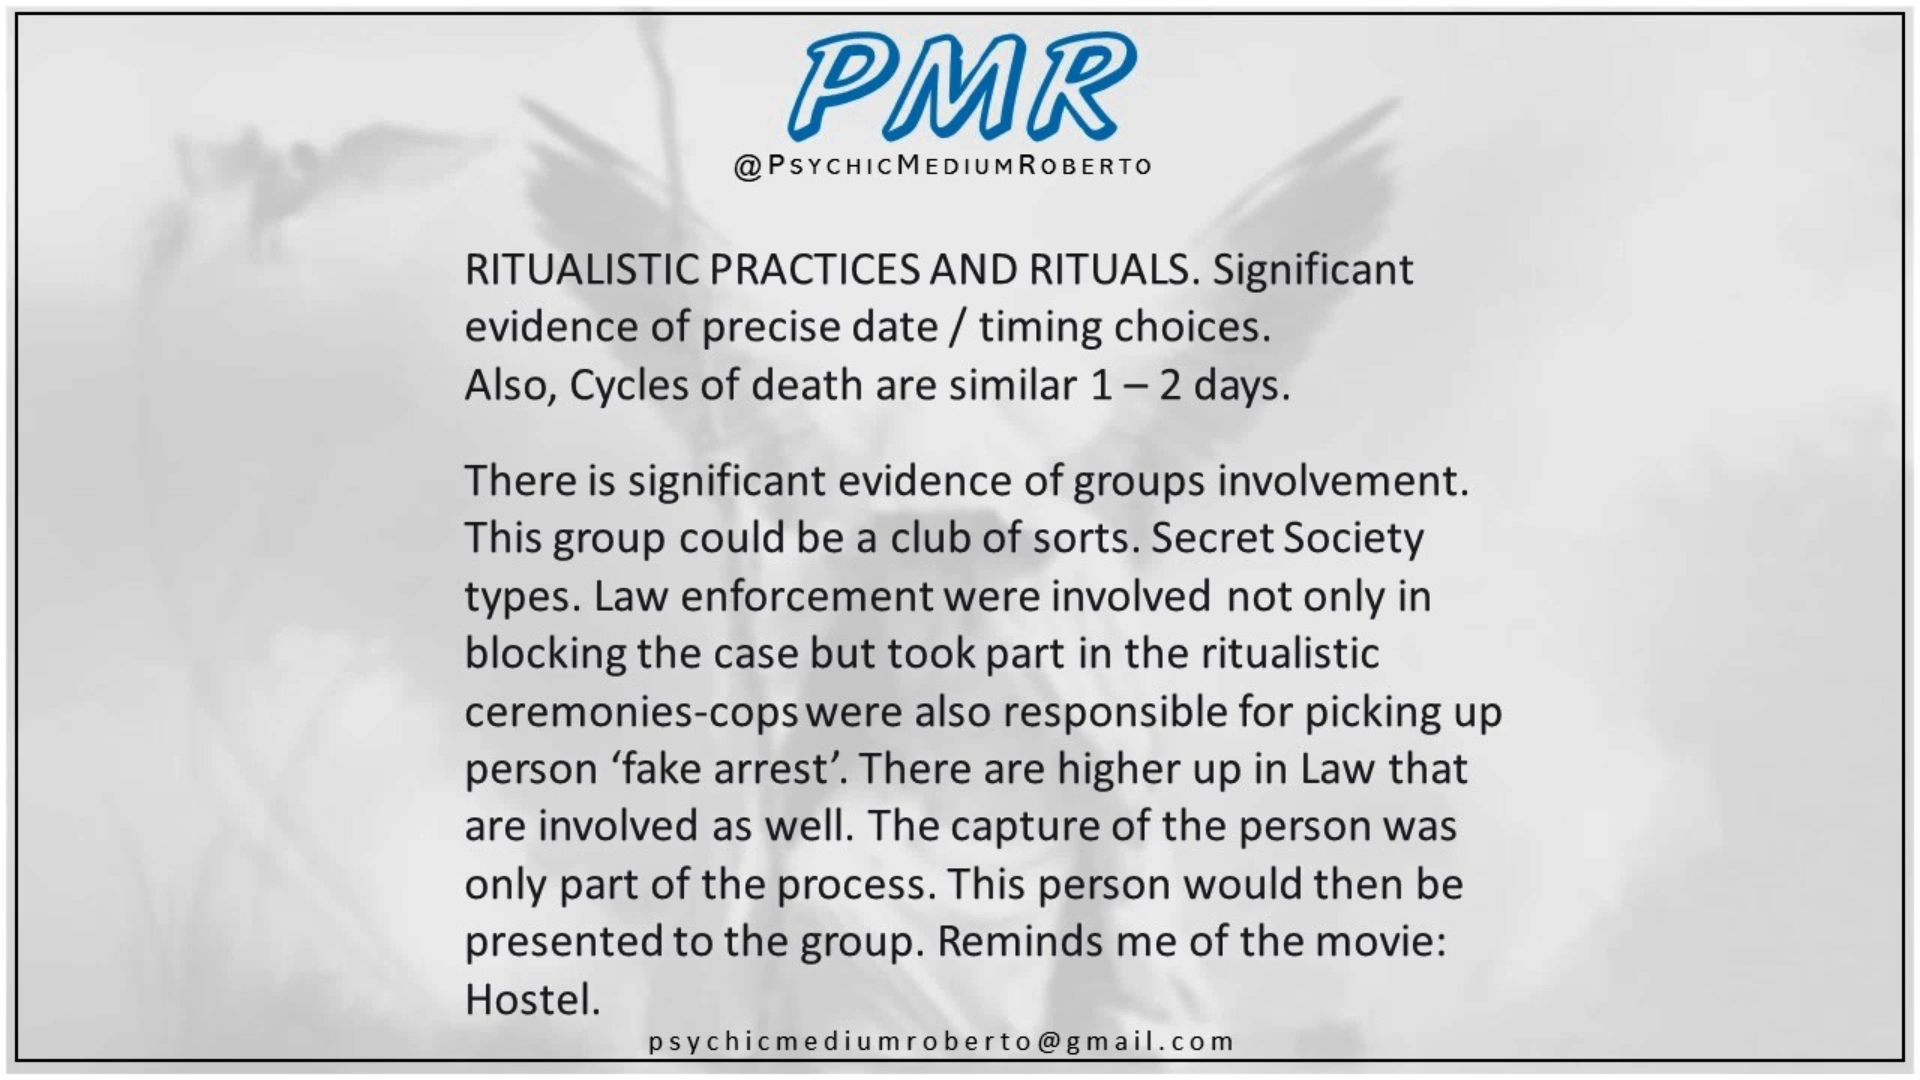 PMR
@PSYCHICMEDIUMROBERTO
RITUALISTIC PRACTICES AND RITUALS. Significant
evidence of precise date / timing choices.
Also, Cycles of death are similar 1 – 2 days.
There is significant evidence of groups involvement.
This group could be a club of sorts. Secret Society
types. Law enforcement were involved not only in
blocking the case but took part in the ritualistic
ceremonies-cops were also responsible for picking up
person ‘fake arrest’. There are higher up in Law that
are involved as well. The capture of the person was
only part of the process. This person would then be
presented to the group. Reminds me of the movie:
Hostel.
psychicmediumroberto@gmail.com